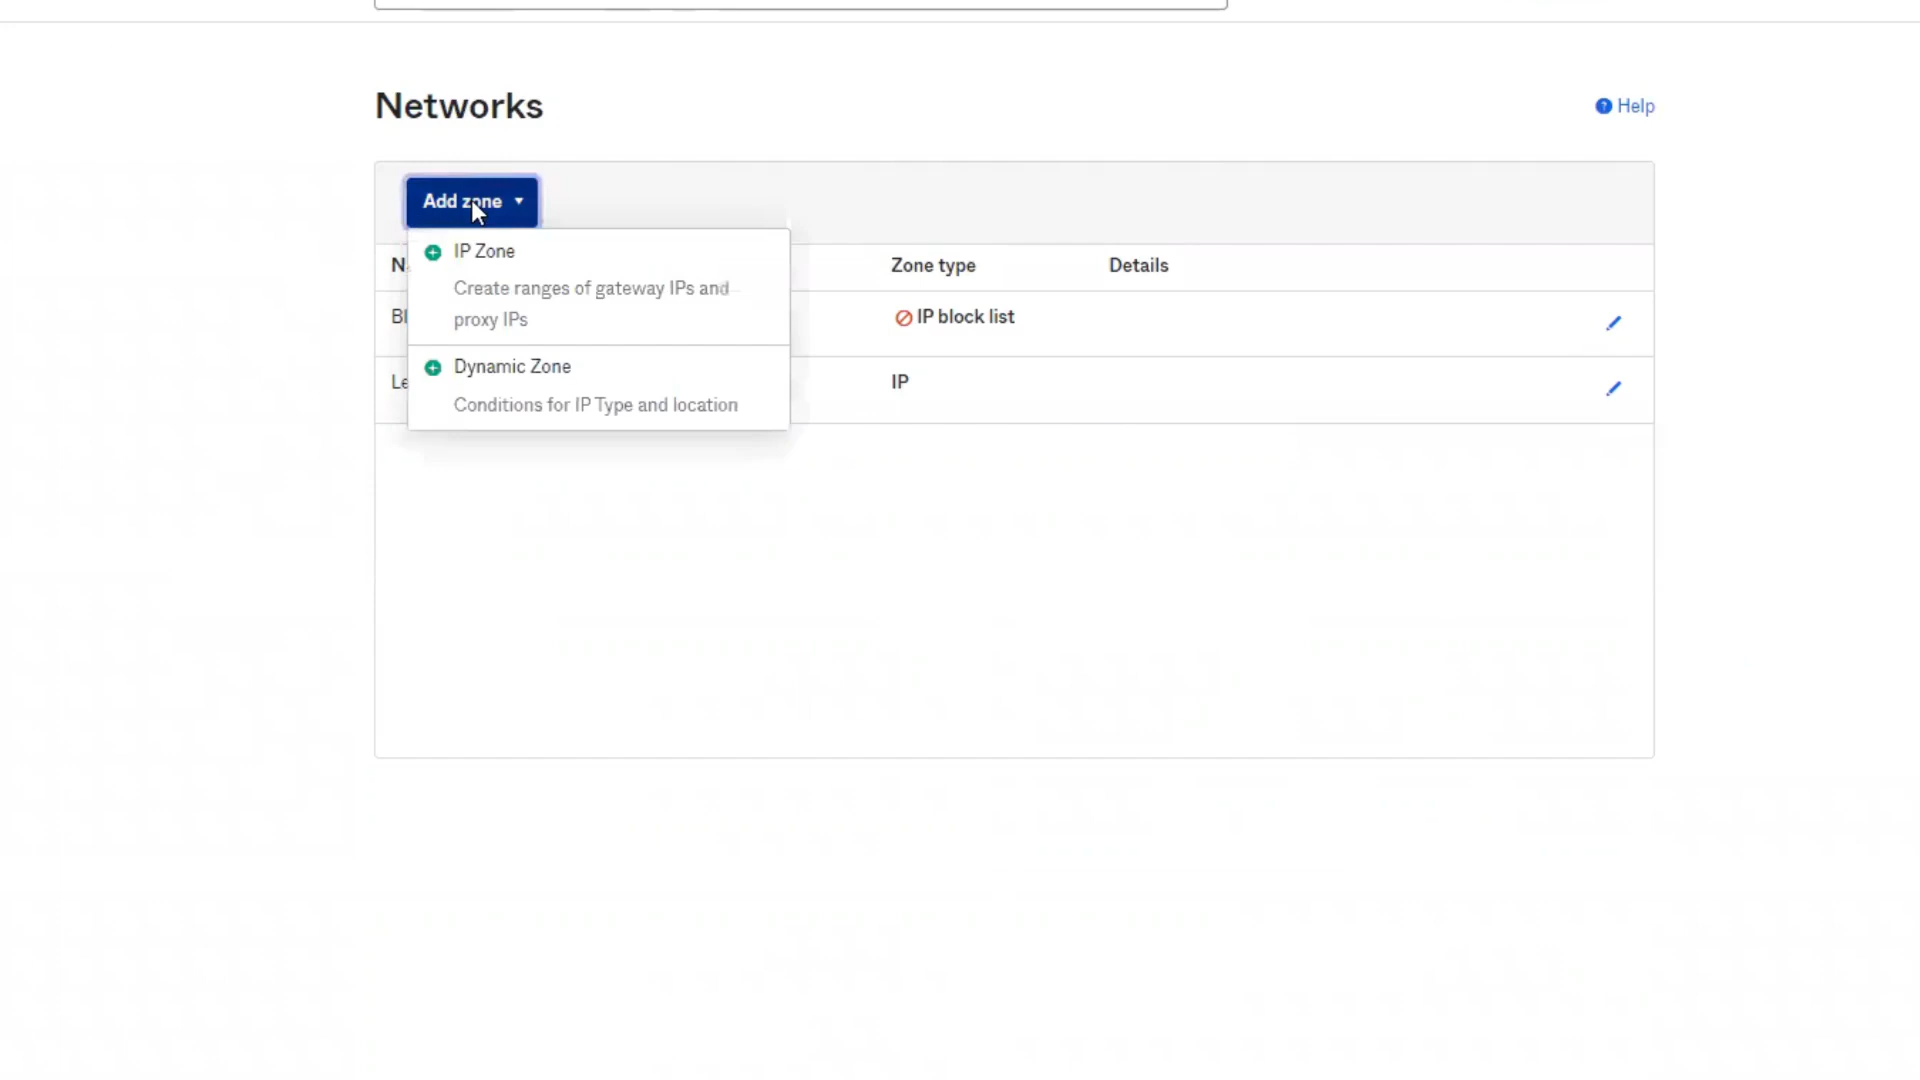 Networks
Help
Add zone
IP Zone
Create ranges of gateway IPs and
proxy IPs
Dynamic Zone
Conditions for IP Type and location
Zone type
Details
IP block list
IP